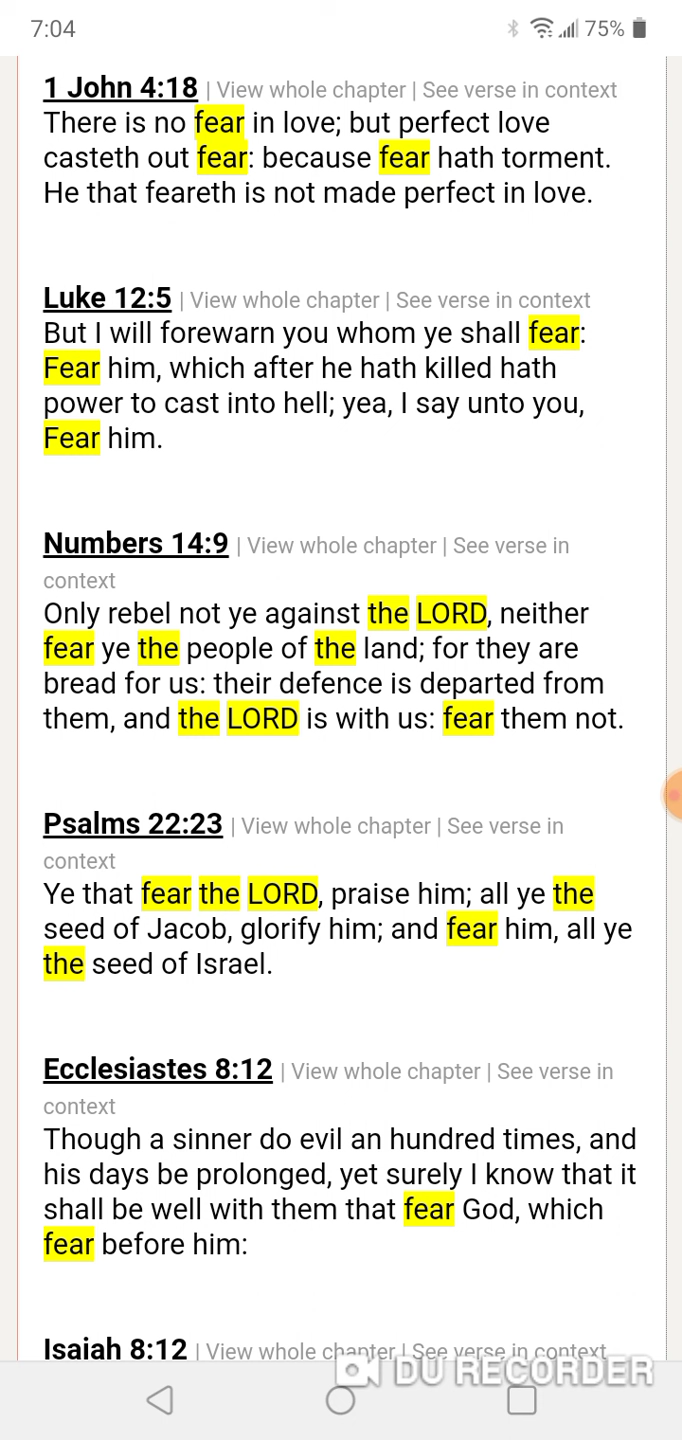 7:04 75%
1 John 4:18 | View whole chapter | See verse in context
There is no fear in love; but perfect love
casteth out fear: because fear hath torment.
He that feareth is not made perfect in love.
Luke 12:5 | View whole chapter | See verse in context
But I will forewarn you whom ye shall fear:
Fear him, which after he hath killed hath
power to cast into hell; yea, I say unto you,
Fear him.
Numbers 14:9 | View whole chapter | See verse in
context
Only rebel not ye against the LORD, neither
fear ye the people of the land; for they are
bread for us: their defence is departed from
them, and the LORD is with us: fear them not.
Psalms 22:23 | View whole chapter | See verse in
context
Ye that fear the LORD, praise him; all ye the
seed of Jacob, glorify him; and fear him, all ye
the seed of Israel.
Ecclesiastes 8:12 | View whole chapter | See verse in
context
Though a sinner do evil an hundred times, and
his days be prolonged, yet surely I know that it
shall be well with them that fear God, which
fear before him:
Isaiah 8:12 | View whole chapter | See verse in context
DU RECORDER